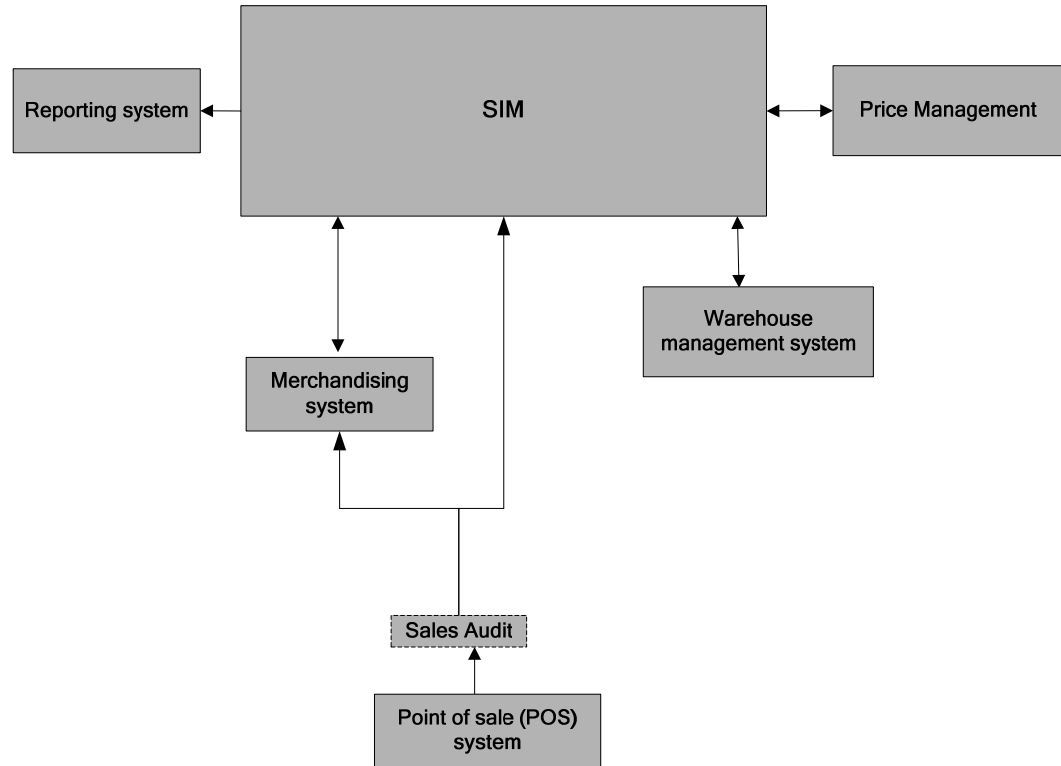 SIM
Reporting system
Price Management
Warehouse
management system
Merchandising
system
Sales Audit
Point of sale (POS)
system